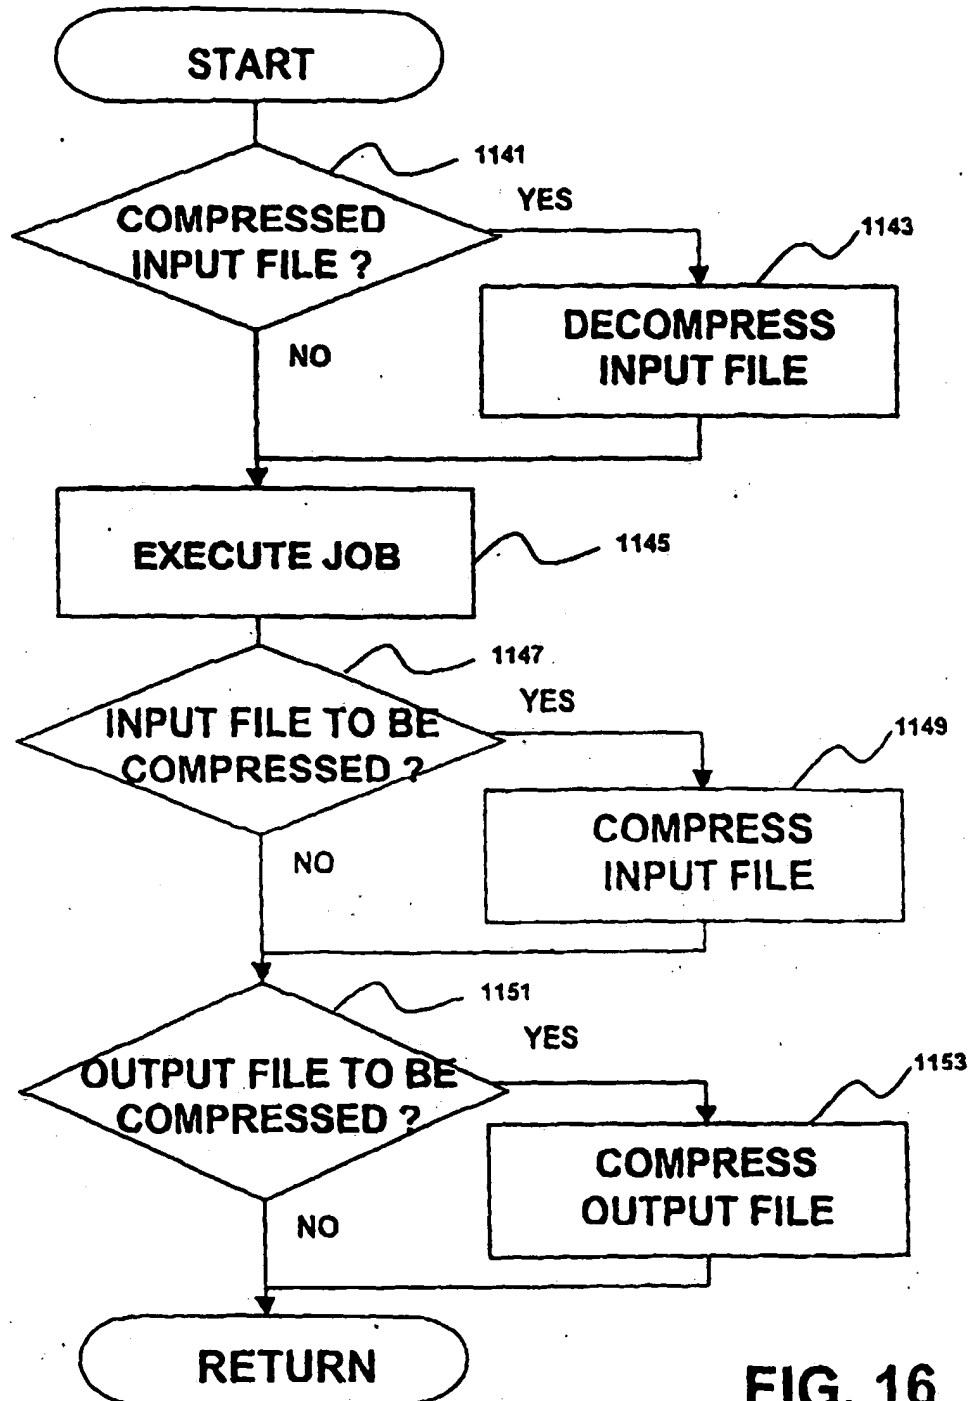 START
1141
COMPRESSED
INPUT FILE ?
YES
1143
DECOMPRESS
INPUT FILE
NO
EXECUTE JOB
1145
1147
INPUT FILE TO BE
COMPRESSED ?
YES
1149
COMPRESS
INPUT FILE
NO
1151
OUTPUT FILE TO BE
COMPRESSED ?
YES
1153
COMPRESS
OUTPUT FILE
NO
RETURN
FIG. 16